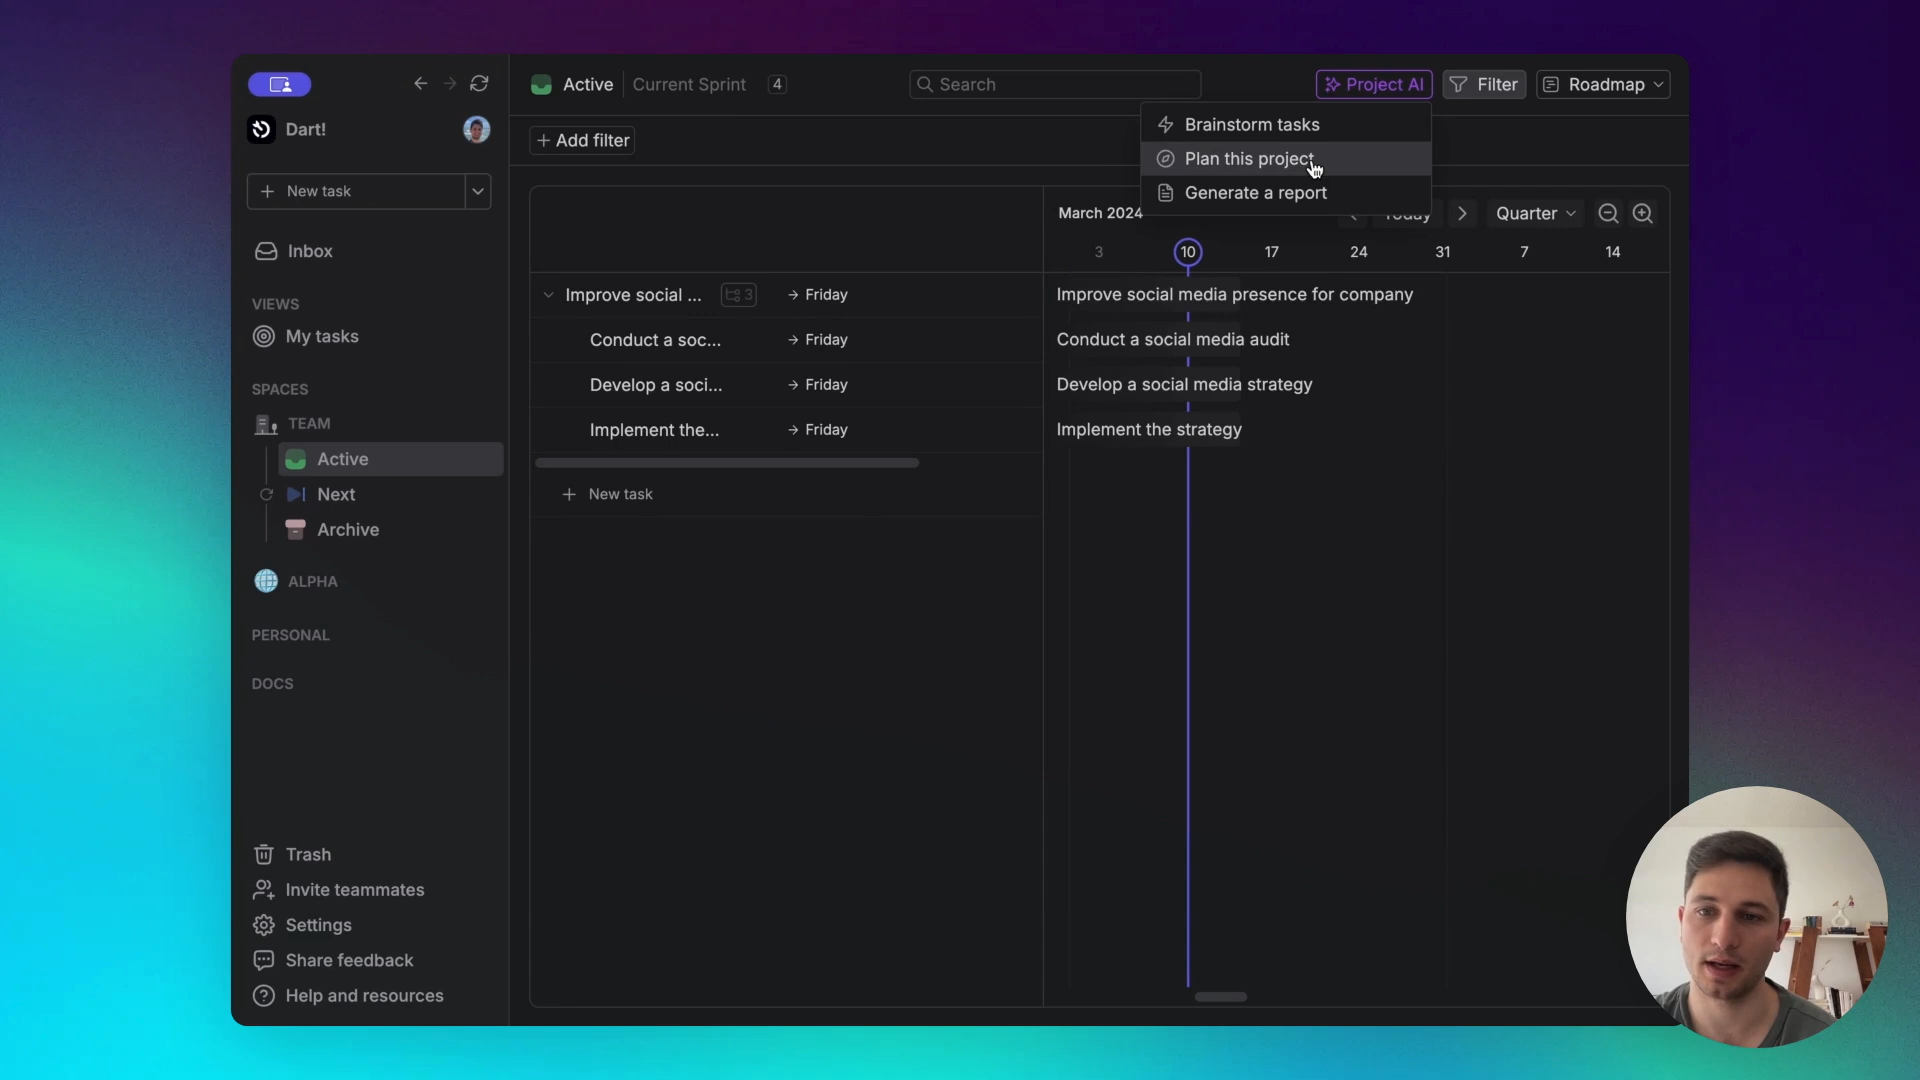 Dart!
New task
Inbox
VIEWS
My tasks
SPACES
TEAM
Active
Next
Archive
ALPHA
PERSONAL
DOCS
Trash
Invite teammates
Settings
Share feedback
Help and resources
Active Current Sprint 4
Search
Project AI
Filter
Roadmap
Add filter
Brainstorm tasks
Plan this project
Generate a report
March 2024
Today
Quarter
3 10 17 24 31 7 14
Improve social ... 3 → Friday
Conduct a soc... → Friday
Develop a soci... → Friday
Implement the... → Friday
New task
Improve social media presence for company
Conduct a social media audit
Develop a social media strategy
Implement the strategy